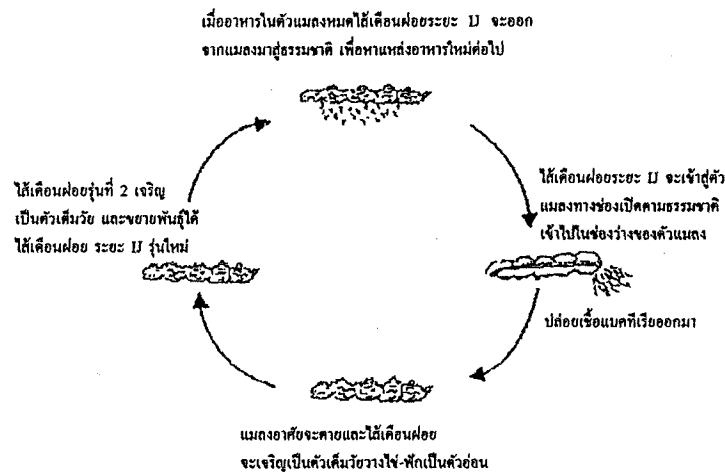 เมื่ออาหารในตัวแมลงหมดไส้เดือนฝอยระยะ IJ จะออก
จากแมลงมาสู่ธรรมชาติ เพื่อหาแหล่งอาหารใหม่ต่อไป
ไส้เดือนฝอยระยะ IJ จะเข้าสู่ตัว
แมลงทางช่องเปิดตามธรรมชาติ
เข้าไปในช่องว่างของตัวแมลง
ปล่อยเชื้อแบคทีเรียออกมา
แมลงอาศัยจะตายและไส้เดือนฝอย
จะเจริญเป็นตัวเต็มวัยวางไข่-ฟักเป็นตัวอ่อน
ไส้เดือนฝอยรุ่นที่ 2 เจริญ
เป็นตัวเต็มวัย และขยายพันธุ์ได้
ไส้เดือนฝอย ระยะ IJ รุ่นใหม่